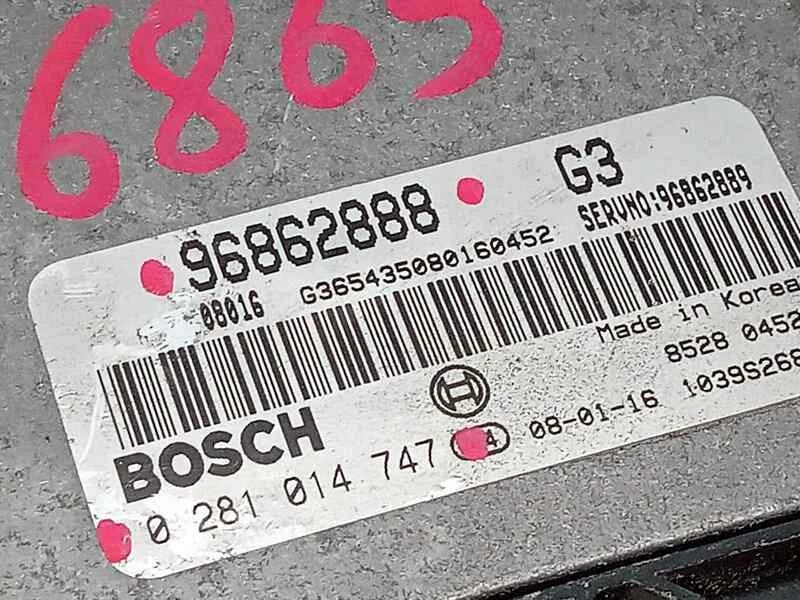 6865
96862888 G3
08016 G365435080160452 SERVNO:96862889
Made in Korea
8528 0452
BOSCH
0 281 014 747 08-01-16 1039S268